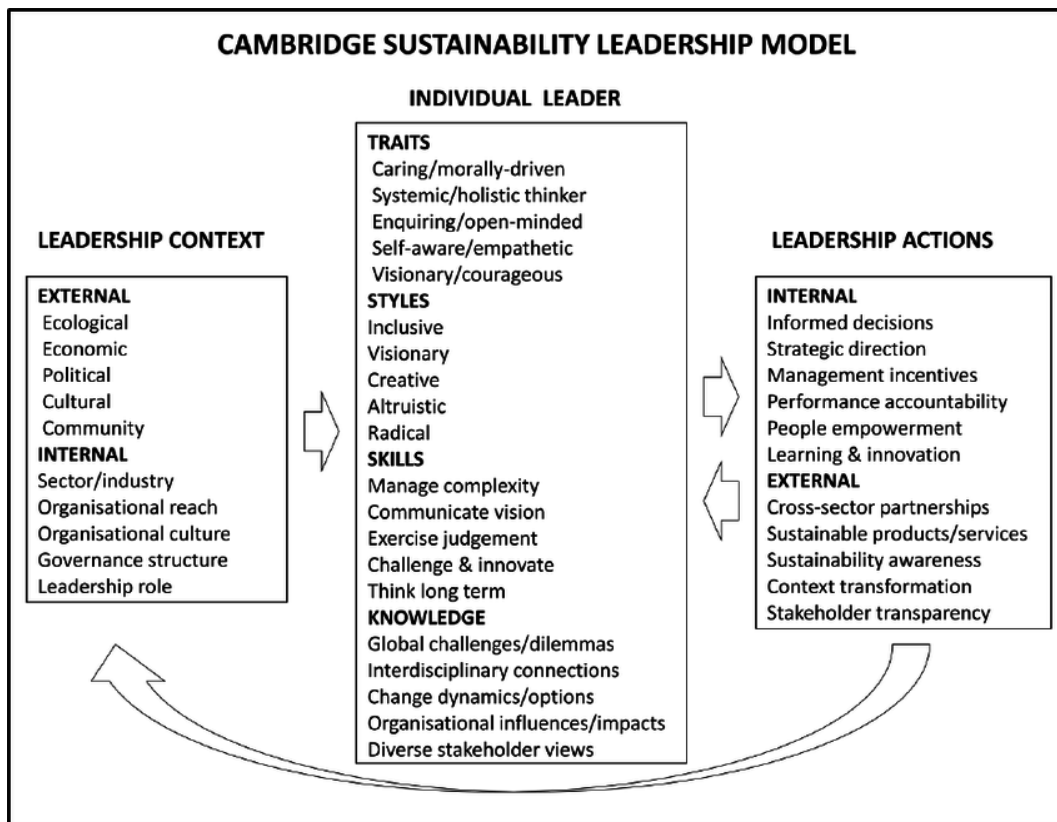 CAMBRIDGE SUSTAINABILITY LEADERSHIP MODEL
LEADERSHIP CONTEXT
EXTERNAL
Ecological
Economic
Political
Cultural
Community
INTERNAL
Sector/industry
Organisational reach
Organisational culture
Governance structure
Leadership role
INDIVIDUAL LEADER
TRAITS
Caring/morally-driven
Systemic/holistic thinker
Enquiring/open-minded
Self-aware/empathetic
Visionary/courageous
STYLES
Inclusive
Visionary
Creative
Altruistic
Radical
SKILLS
Manage complexity
Communicate vision
Exercise judgement
Challenge & innovate
Think long term
KNOWLEDGE
Global challenges/dilemmas
Interdisciplinary connections
Change dynamics/options
Organisational influences/impacts
Diverse stakeholder views
LEADERSHIP ACTIONS
INTERNAL
Informed decisions
Strategic direction
Management incentives
Performance accountability
People empowerment
Learning & innovation
EXTERNAL
Cross-sector partnerships
Sustainable products/services
Sustainability awareness
Context transformation
Stakeholder transparency